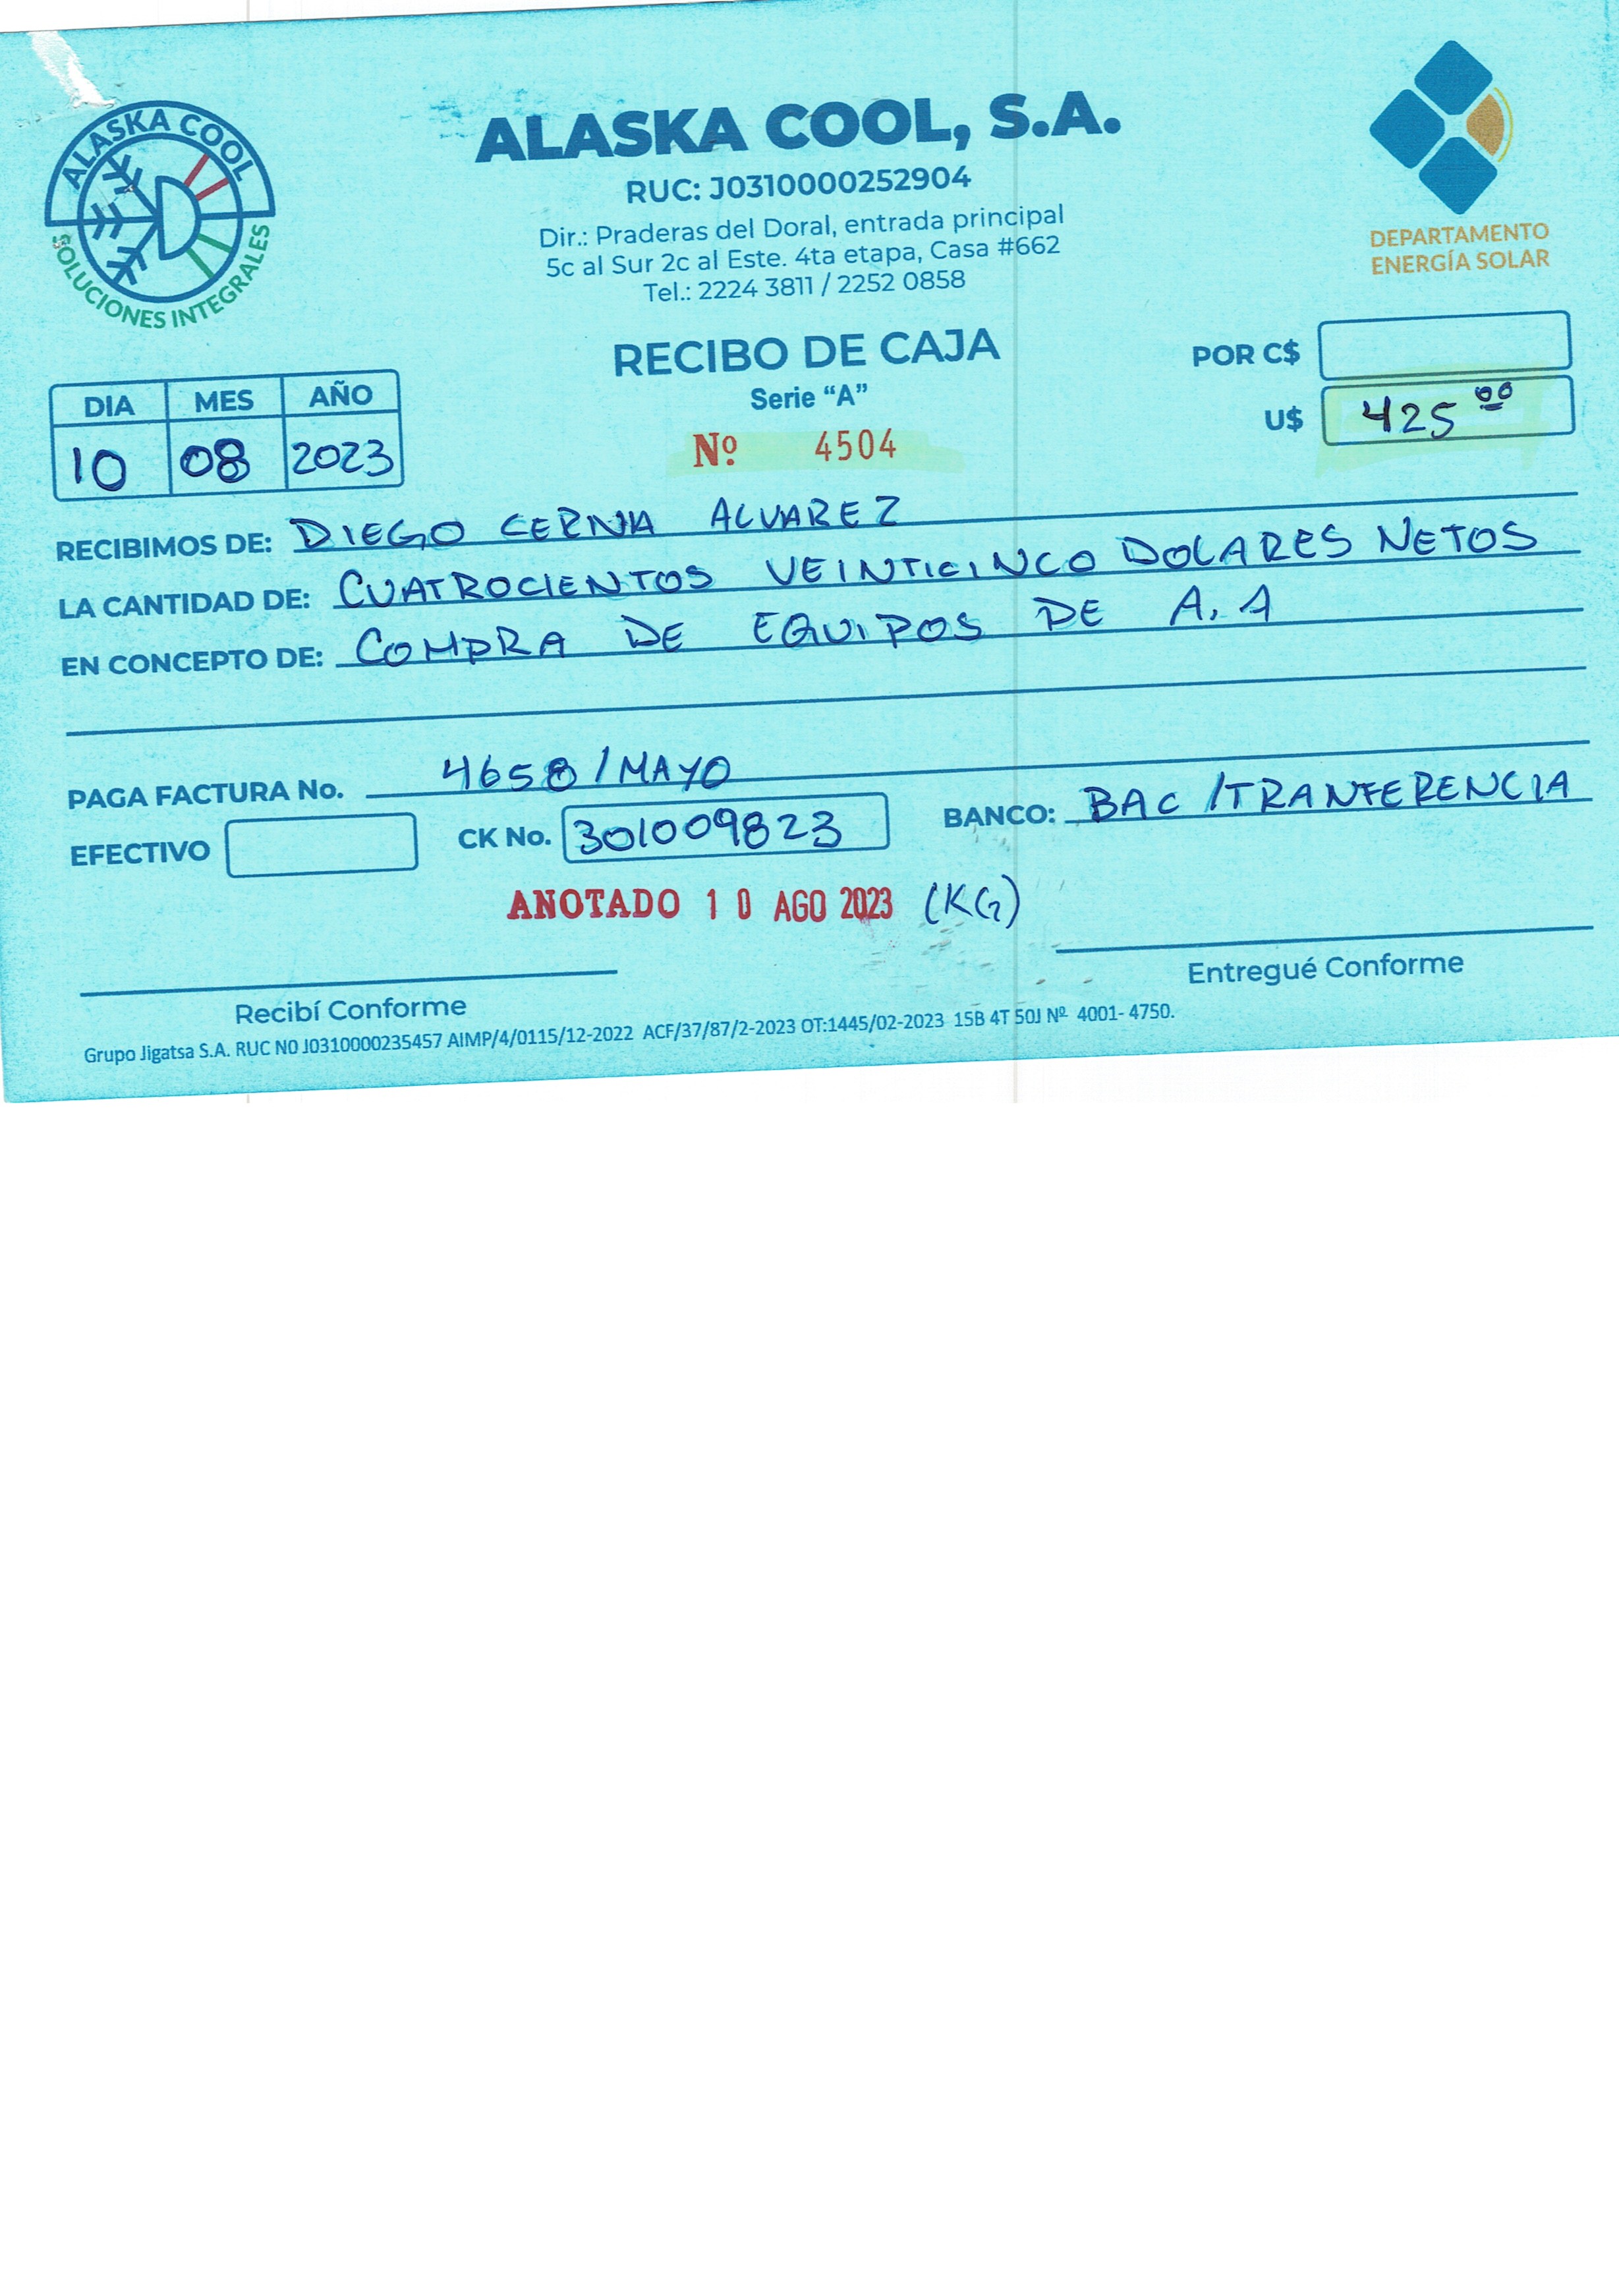 ALASKA COOL
SOLUCIONES INTEGRALES
ALASKA COOL, S.A.
RUC: J0310000252904
Dir.: Praderas del Doral, entrada principal
5c al Sur 2c al Este. 4ta etapa, Casa #662
Tel.: 2224 3811 / 2252 0858
DEPARTAMENTO
ENERGÍA SOLAR
RECIBO DE CAJA
Serie “A”
Nº 4504
POR C$
U$ 425 00
DIA MES AÑO
10 08 2023
RECIBIMOS DE: DIEGO CERNA ALVAREZ
LA CANTIDAD DE: CUATROCIENTOS VEINTICINCO DOLARES NETOS
EN CONCEPTO DE: COMPRA DE EQUIPOS DE A.A
PAGA FACTURA No. 4658 / MAYO
EFECTIVO CK No. 301009823 BANCO: BAC / TRANFERENCIA
ANOTADO 10 AGO 2023 (KG)
Recibí Conforme Entregué Conforme
Grupo Jigatsa S.A. RUC N0 J0310000235457 AIMP/4/0115/12-2022 ACF/37/87/2-2023 OT:1445/02-2023 15B 4T 50J Nº 4001- 4750.